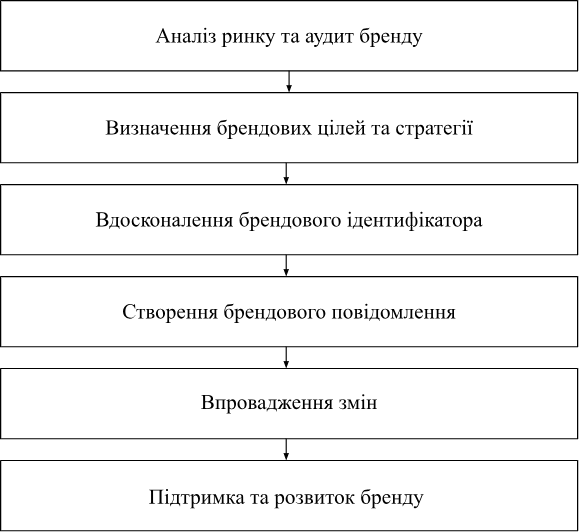 Аналіз ринку та аудит бренду
Визначення брендових цілей та стратегії
Вдосконалення брендового ідентифікатора
Створення брендового повідомлення
Впровадження змін
Підтримка та розвиток бренду